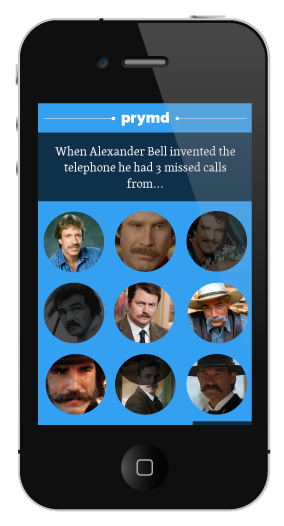 prymd
When Alexander Bell invented the
telephone he had 3 missed calls
from...